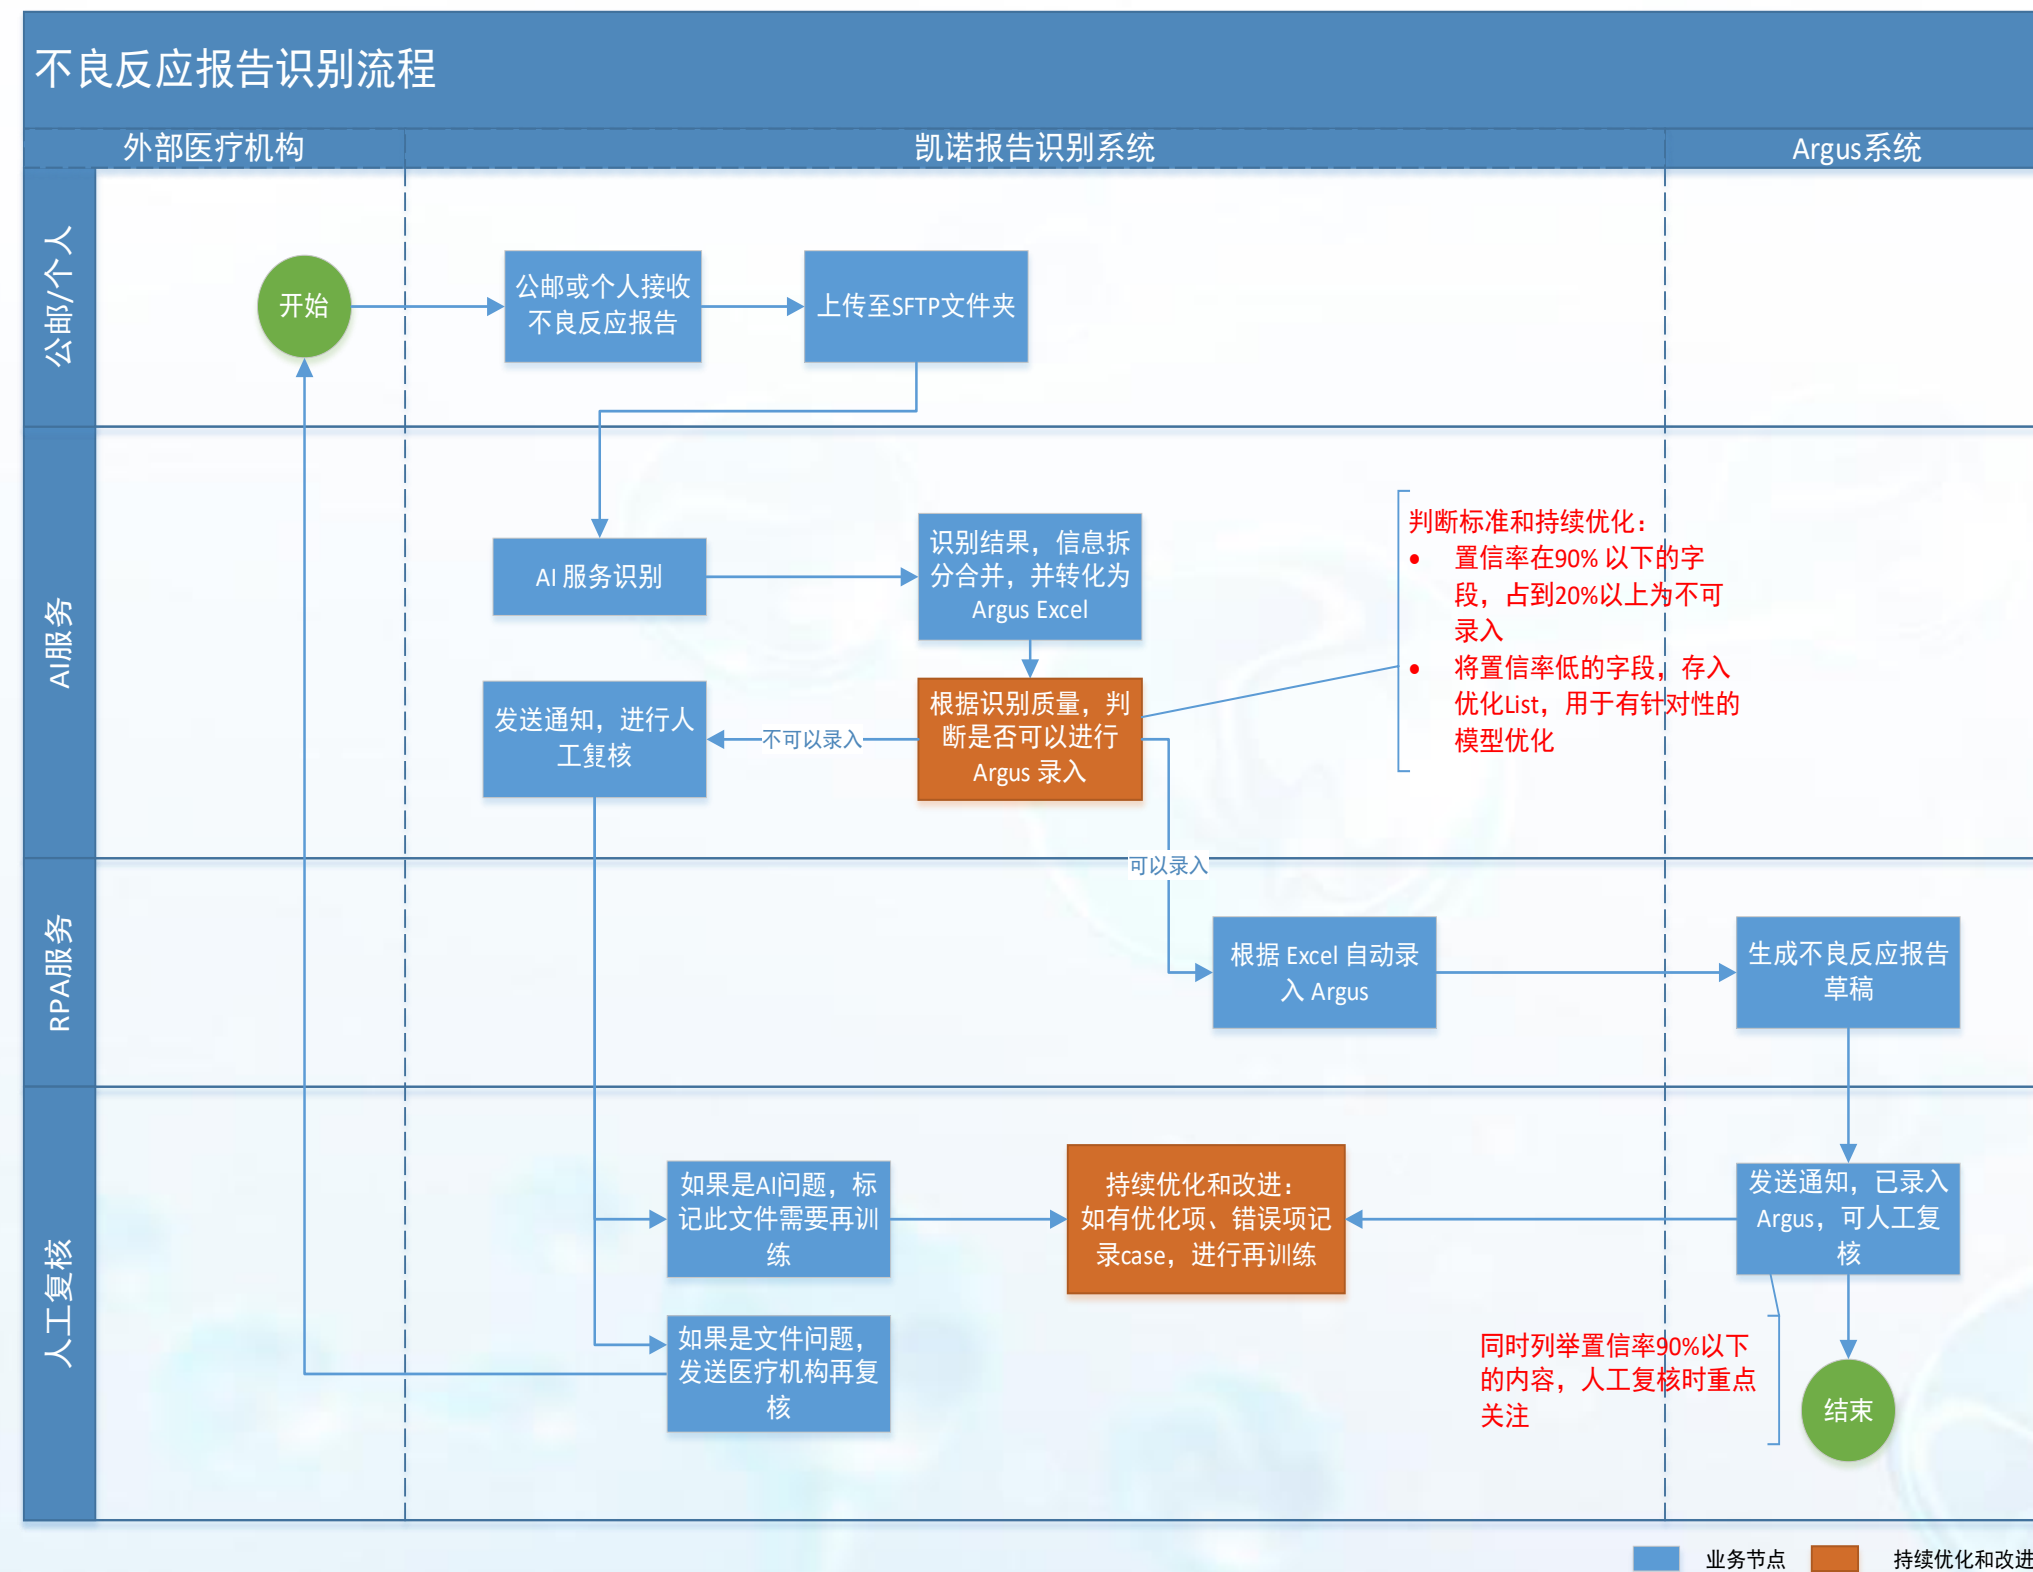 不良反应报告识别流程
外部医疗机构
凯诺报告识别系统
Argus系统
公邮/个人
开始
公邮或个人接收
不良反应报告
上传至SFTP文件夹
AI服务
AI 服务识别
识别结果，信息拆
分合并，并转化为
Argus Excel
判断标准和持续优化：
● 置信率在90% 以下的字
段，占到20%以上为不可
录入
● 将置信率低的字段，存入
优化List，用于有针对性的
模型优化
发送通知，进行人
工复核
不可以录入
根据识别质量，判
断是否可以进行
Argus 录入
可以录入
RPA服务
根据 Excel 自动录
入 Argus
生成不良反应报告
草稿
人工复核
如果是AI问题，标
记此文件需要再训
练
持续优化和改进：
如有优化项、错误项记
录case，进行再训练
发送通知，已录入
Argus，可人工复
核
如果是文件问题，
发送医疗机构再复
核
同时列举置信率90%以下
的内容，人工复核时重点
关注
结束
业务节点
持续优化和改进